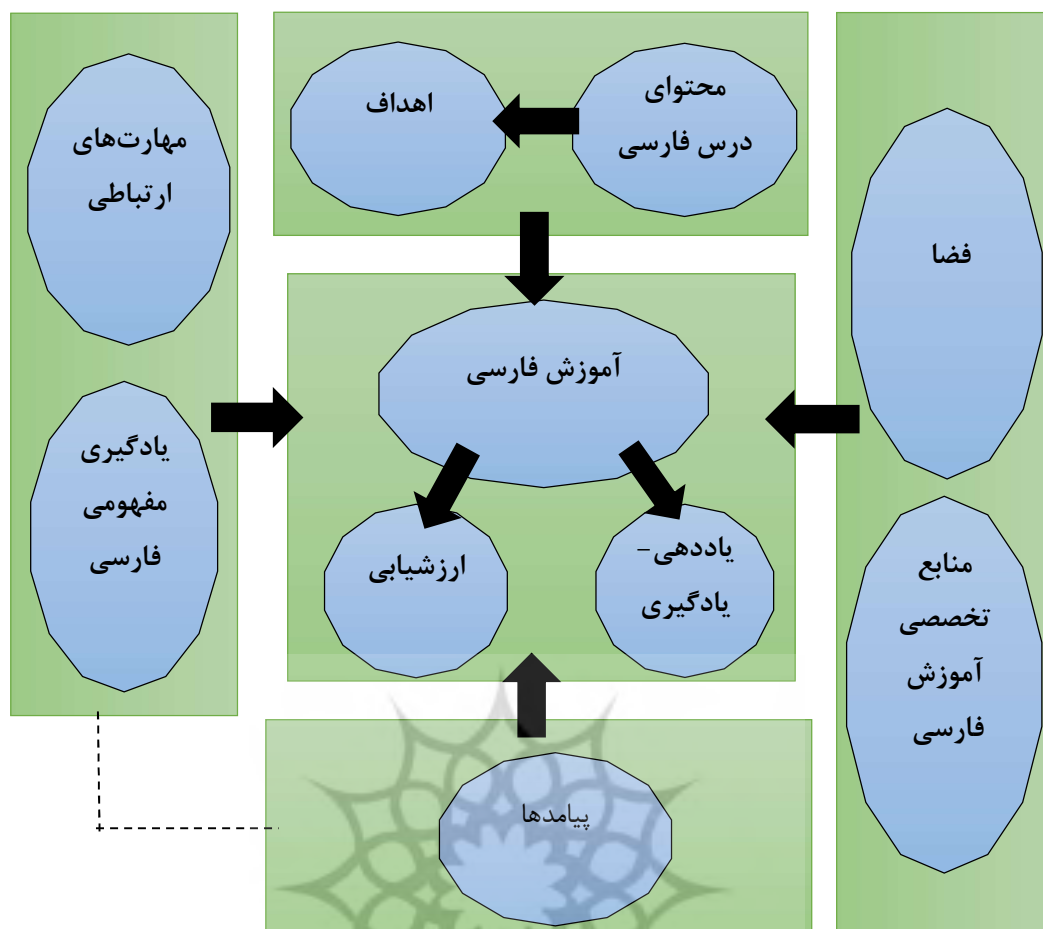 محتوای
درس فارسی
اهداف
مهارت‌های
ارتباطی
فضا
آموزش فارسی
یادگیری
مفهومی
فارسی
یاددهی–
یادگیری
ارزشیابی
منابع
تخصصی
آموزش
فارسی
پیامدها